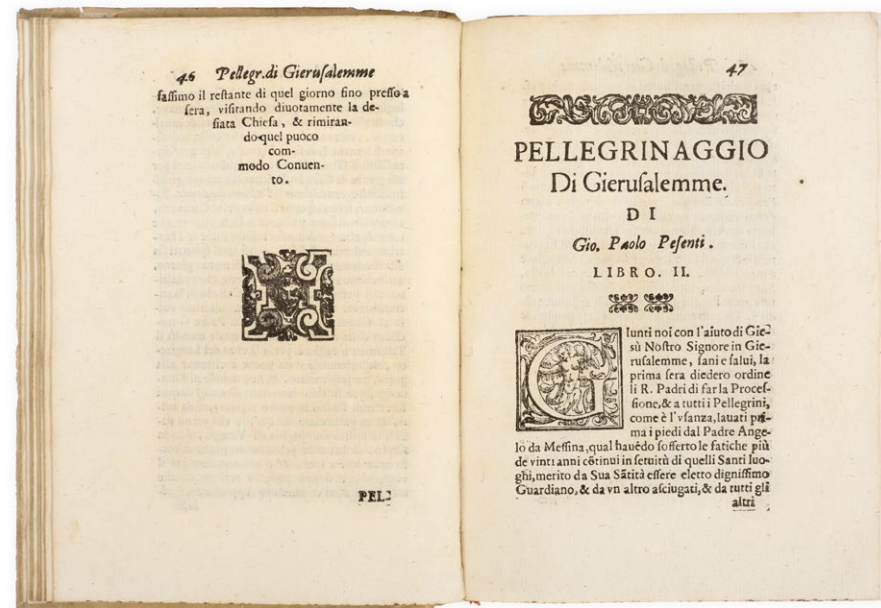 46 Pellegr. di Gieruſalemme
ſaſſimo il reſtante di quel giorno ſino preſſo a
ſera, viſitando diuotamente la de-
ſiata Chieſa, & rimiran-
do quel puoco
com-
modo Conuen-
to.
PEL-
47
PELLEGRINAGGIO
Di Gieruſalemme.
DI
Gio. Paolo Peſenti.
LIBRO. II.
GIunti noi con l'aiuto di Gie-
sù Noſtro Signore in Gie-
ruſalemme, ſani e ſalui, la
prima ſera diedero ordine
li R. Padri di far la Proceſ-
ſione, & a tutti i Pellegrini,
come è l'vſanza, lauati pri-
ma i piedi dal Padre Ange-
lo da Meſſina, qual hauẽdo ſofferto le fatiche più
de vinti anni cõtinui in ſetuitù di quelli Santi luo-
ghi, merito da Sua Sãtità eſſere eletto digniſſimo
Guardiano, & da vn altro aſciugati, & da tutti gli
altri